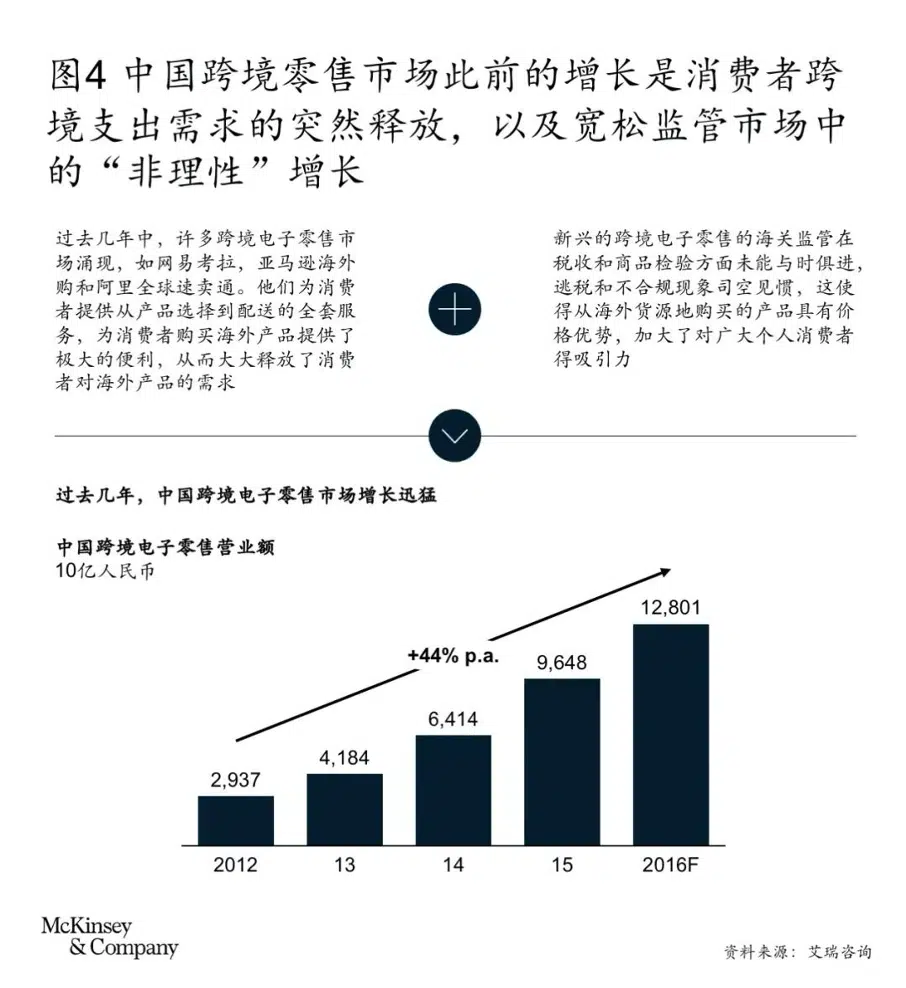 图4 中国跨境零售市场此前的增长是消费者跨
境支出需求的突然释放，以及宽松监管市场中
的“非理性”增长
过去几年中，许多跨境电子零售市
场涌现，如网易考拉，亚马逊海外
购和阿里全球速卖通。他们为消费
者提供从产品选择到配送的全套服
务，为消费者购买海外产品提供了
极大的便利，从而大大释放了消费
者对海外产品的需求
新兴的跨境电子零售的海关监管在
税收和商品检验方面未能与时俱进，
逃税和不合规现象司空见惯，这使
得从海外货源地购买的产品具有价
格优势，加大了对广大个人消费者
得吸引力
过去几年，中国跨境电子零售市场增长迅猛
中国跨境电子零售营业额
10亿人民币
+44% p.a.
2,937
4,184
6,414
9,648
12,801
2012
13
14
15
2016F
McKinsey
& Company
资料来源：艾瑞咨询